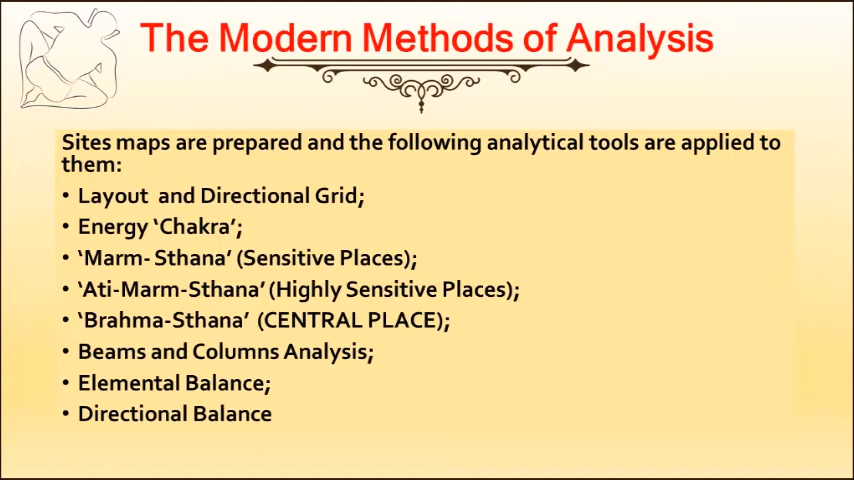 The Modern Methods of Analysis
Sites maps are prepared and the following analytical tools are applied to
them:
• Layout and Directional Grid;
• Energy ‘Chakra’;
• ‘Marm- Sthana’ (Sensitive Places);
• ‘Ati-Marm-Sthana’ (Highly Sensitive Places);
• ‘Brahma-Sthana’ (CENTRAL PLACE);
• Beams and Columns Analysis;
• Elemental Balance;
• Directional Balance